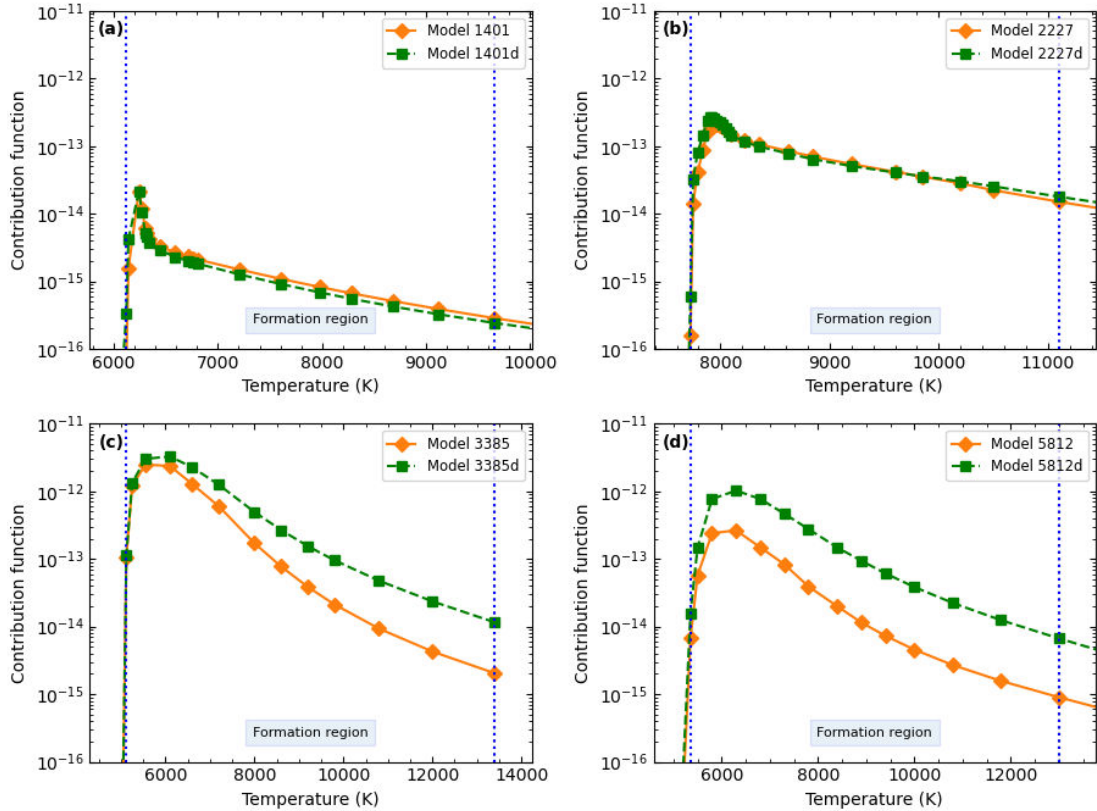 (a)
Model 1401
Model 1401d
Contribution function
10⁻¹¹
10⁻¹²
10⁻¹³
10⁻¹⁴
10⁻¹⁵
10⁻¹⁶
Formation region
6000 7000 8000 9000 10000
Temperature (K)
(b)
Model 2227
Model 2227d
Contribution function
10⁻¹¹
10⁻¹²
10⁻¹³
10⁻¹⁴
10⁻¹⁵
10⁻¹⁶
Formation region
8000 9000 10000 11000
Temperature (K)
(c)
Model 3385
Model 3385d
Contribution function
10⁻¹¹
10⁻¹²
10⁻¹³
10⁻¹⁴
10⁻¹⁵
10⁻¹⁶
Formation region
6000 8000 10000 12000 14000
Temperature (K)
(d)
Model 5812
Model 5812d
Contribution function
10⁻¹¹
10⁻¹²
10⁻¹³
10⁻¹⁴
10⁻¹⁵
10⁻¹⁶
Formation region
6000 8000 10000 12000
Temperature (K)